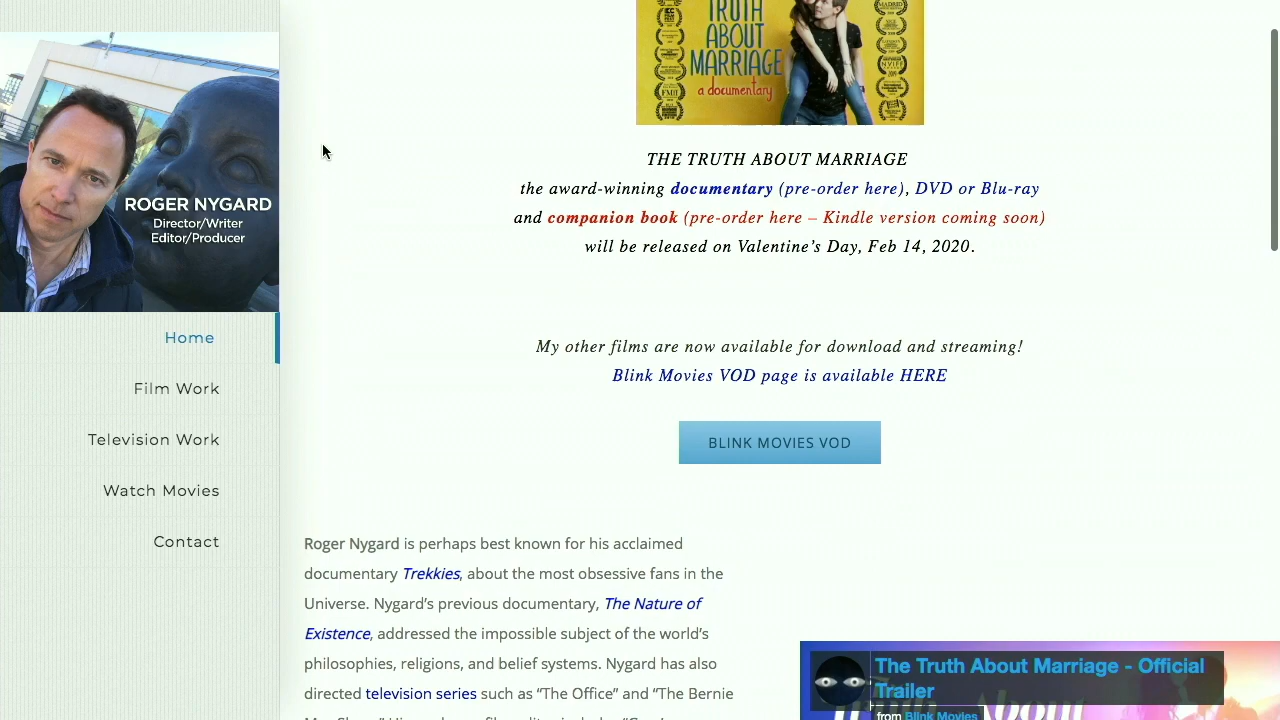 TRUTH
ABOUT
MARRIAGE
a documentary
ROGER NYGARD
Director/Writer
Editor/Producer
Home
Film Work
Television Work
Watch Movies
Contact
THE TRUTH ABOUT MARRIAGE
the award-winning documentary (pre-order here), DVD or Blu-ray
and companion book (pre-order here – Kindle version coming soon)
will be released on Valentine’s Day, Feb 14, 2020.
My other films are now available for download and streaming!
Blink Movies VOD page is available HERE
BLINK MOVIES VOD
Roger Nygard is perhaps best known for his acclaimed
documentary Trekkies, about the most obsessive fans in the
Universe. Nygard’s previous documentary, The Nature of
Existence, addressed the impossible subject of the world’s
philosophies, religions, and belief systems. Nygard has also
directed television series such as “The Office” and “The Bernie
The Truth About Marriage - Official
Trailer
from Blink Movies